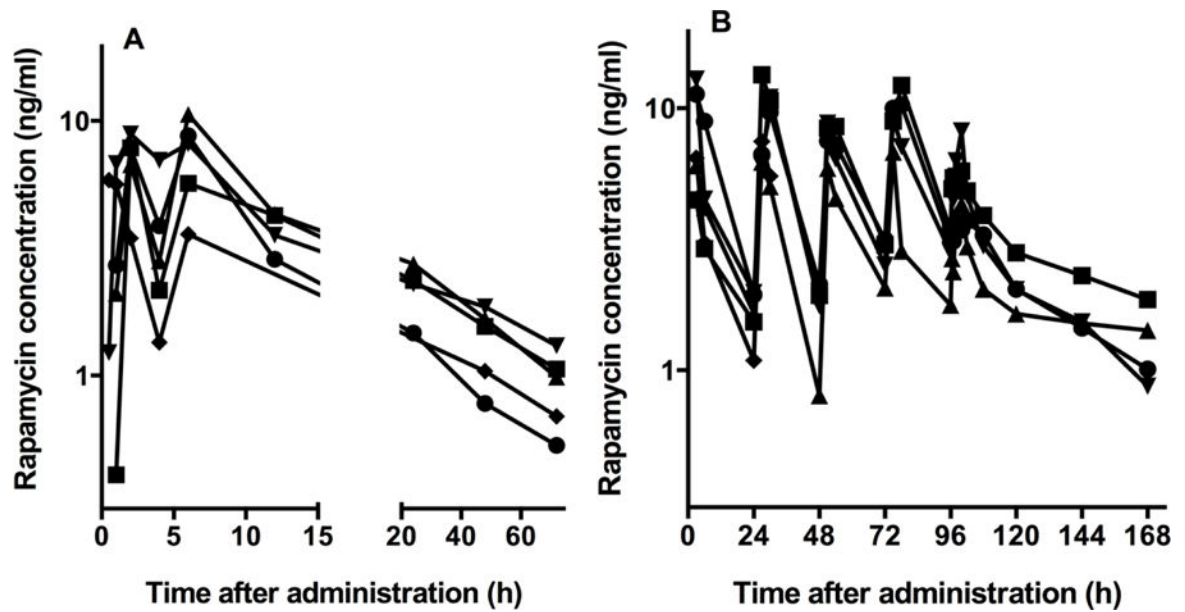 A
Rapamycin concentration (ng/ml)
10
1
0 5 10 15 20 40 60
Time after administration (h)
B
Rapamycin concentration (ng/ml)
10
1
0 24 48 72 96 120 144 168
Time after administration (h)